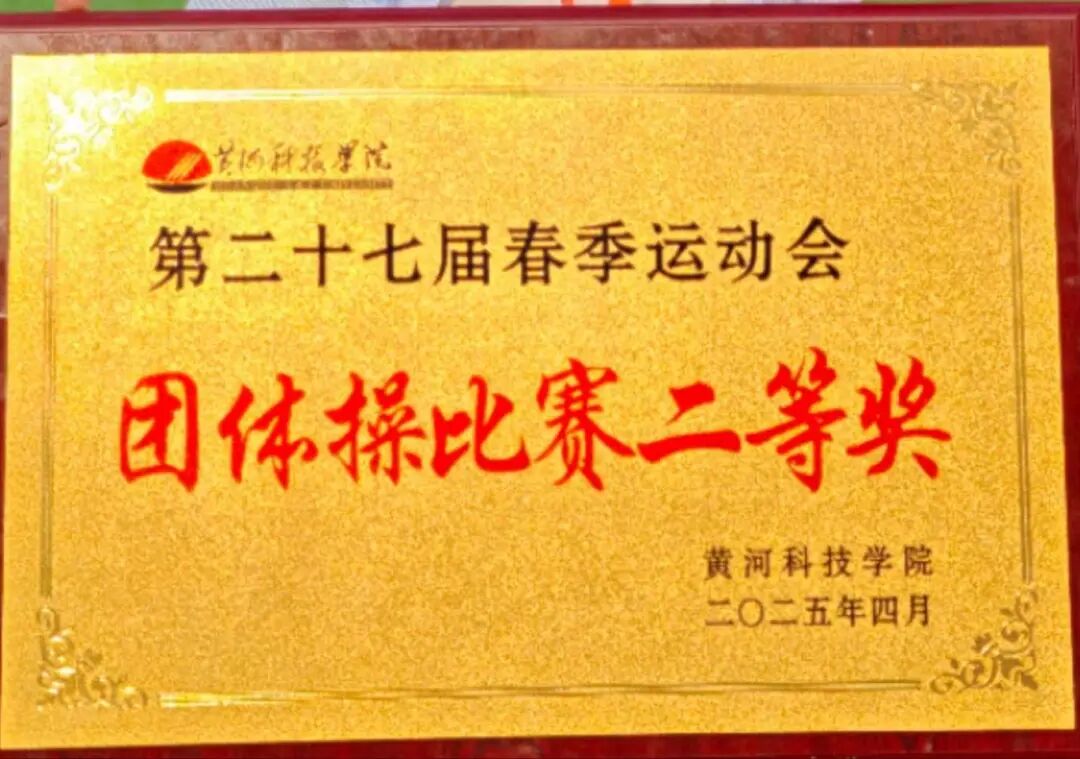 黄河科技学院
第二十七届春季运动会
团体操比赛二等奖
黄河科技学院
二〇二五年四月